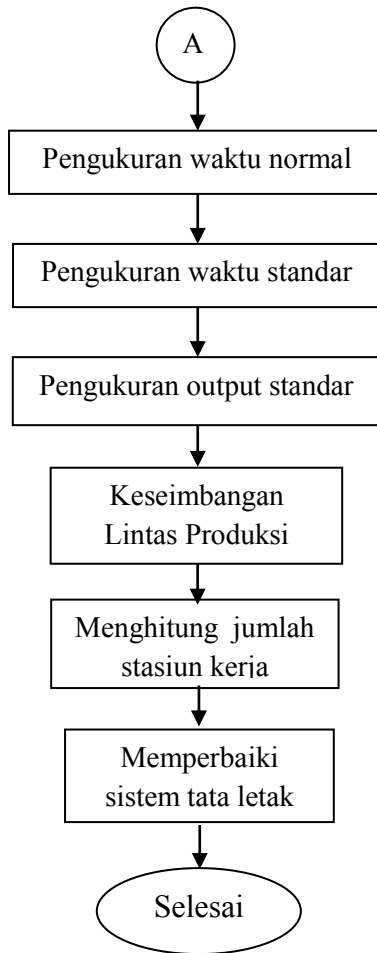 A
Pengukuran waktu normal
Pengukuran waktu standar
Pengukuran output standar
Keseimbangan
Lintas Produksi
Menghitung jumlah
stasiun kerja
Memperbaiki
sistem tata letak
Selesai